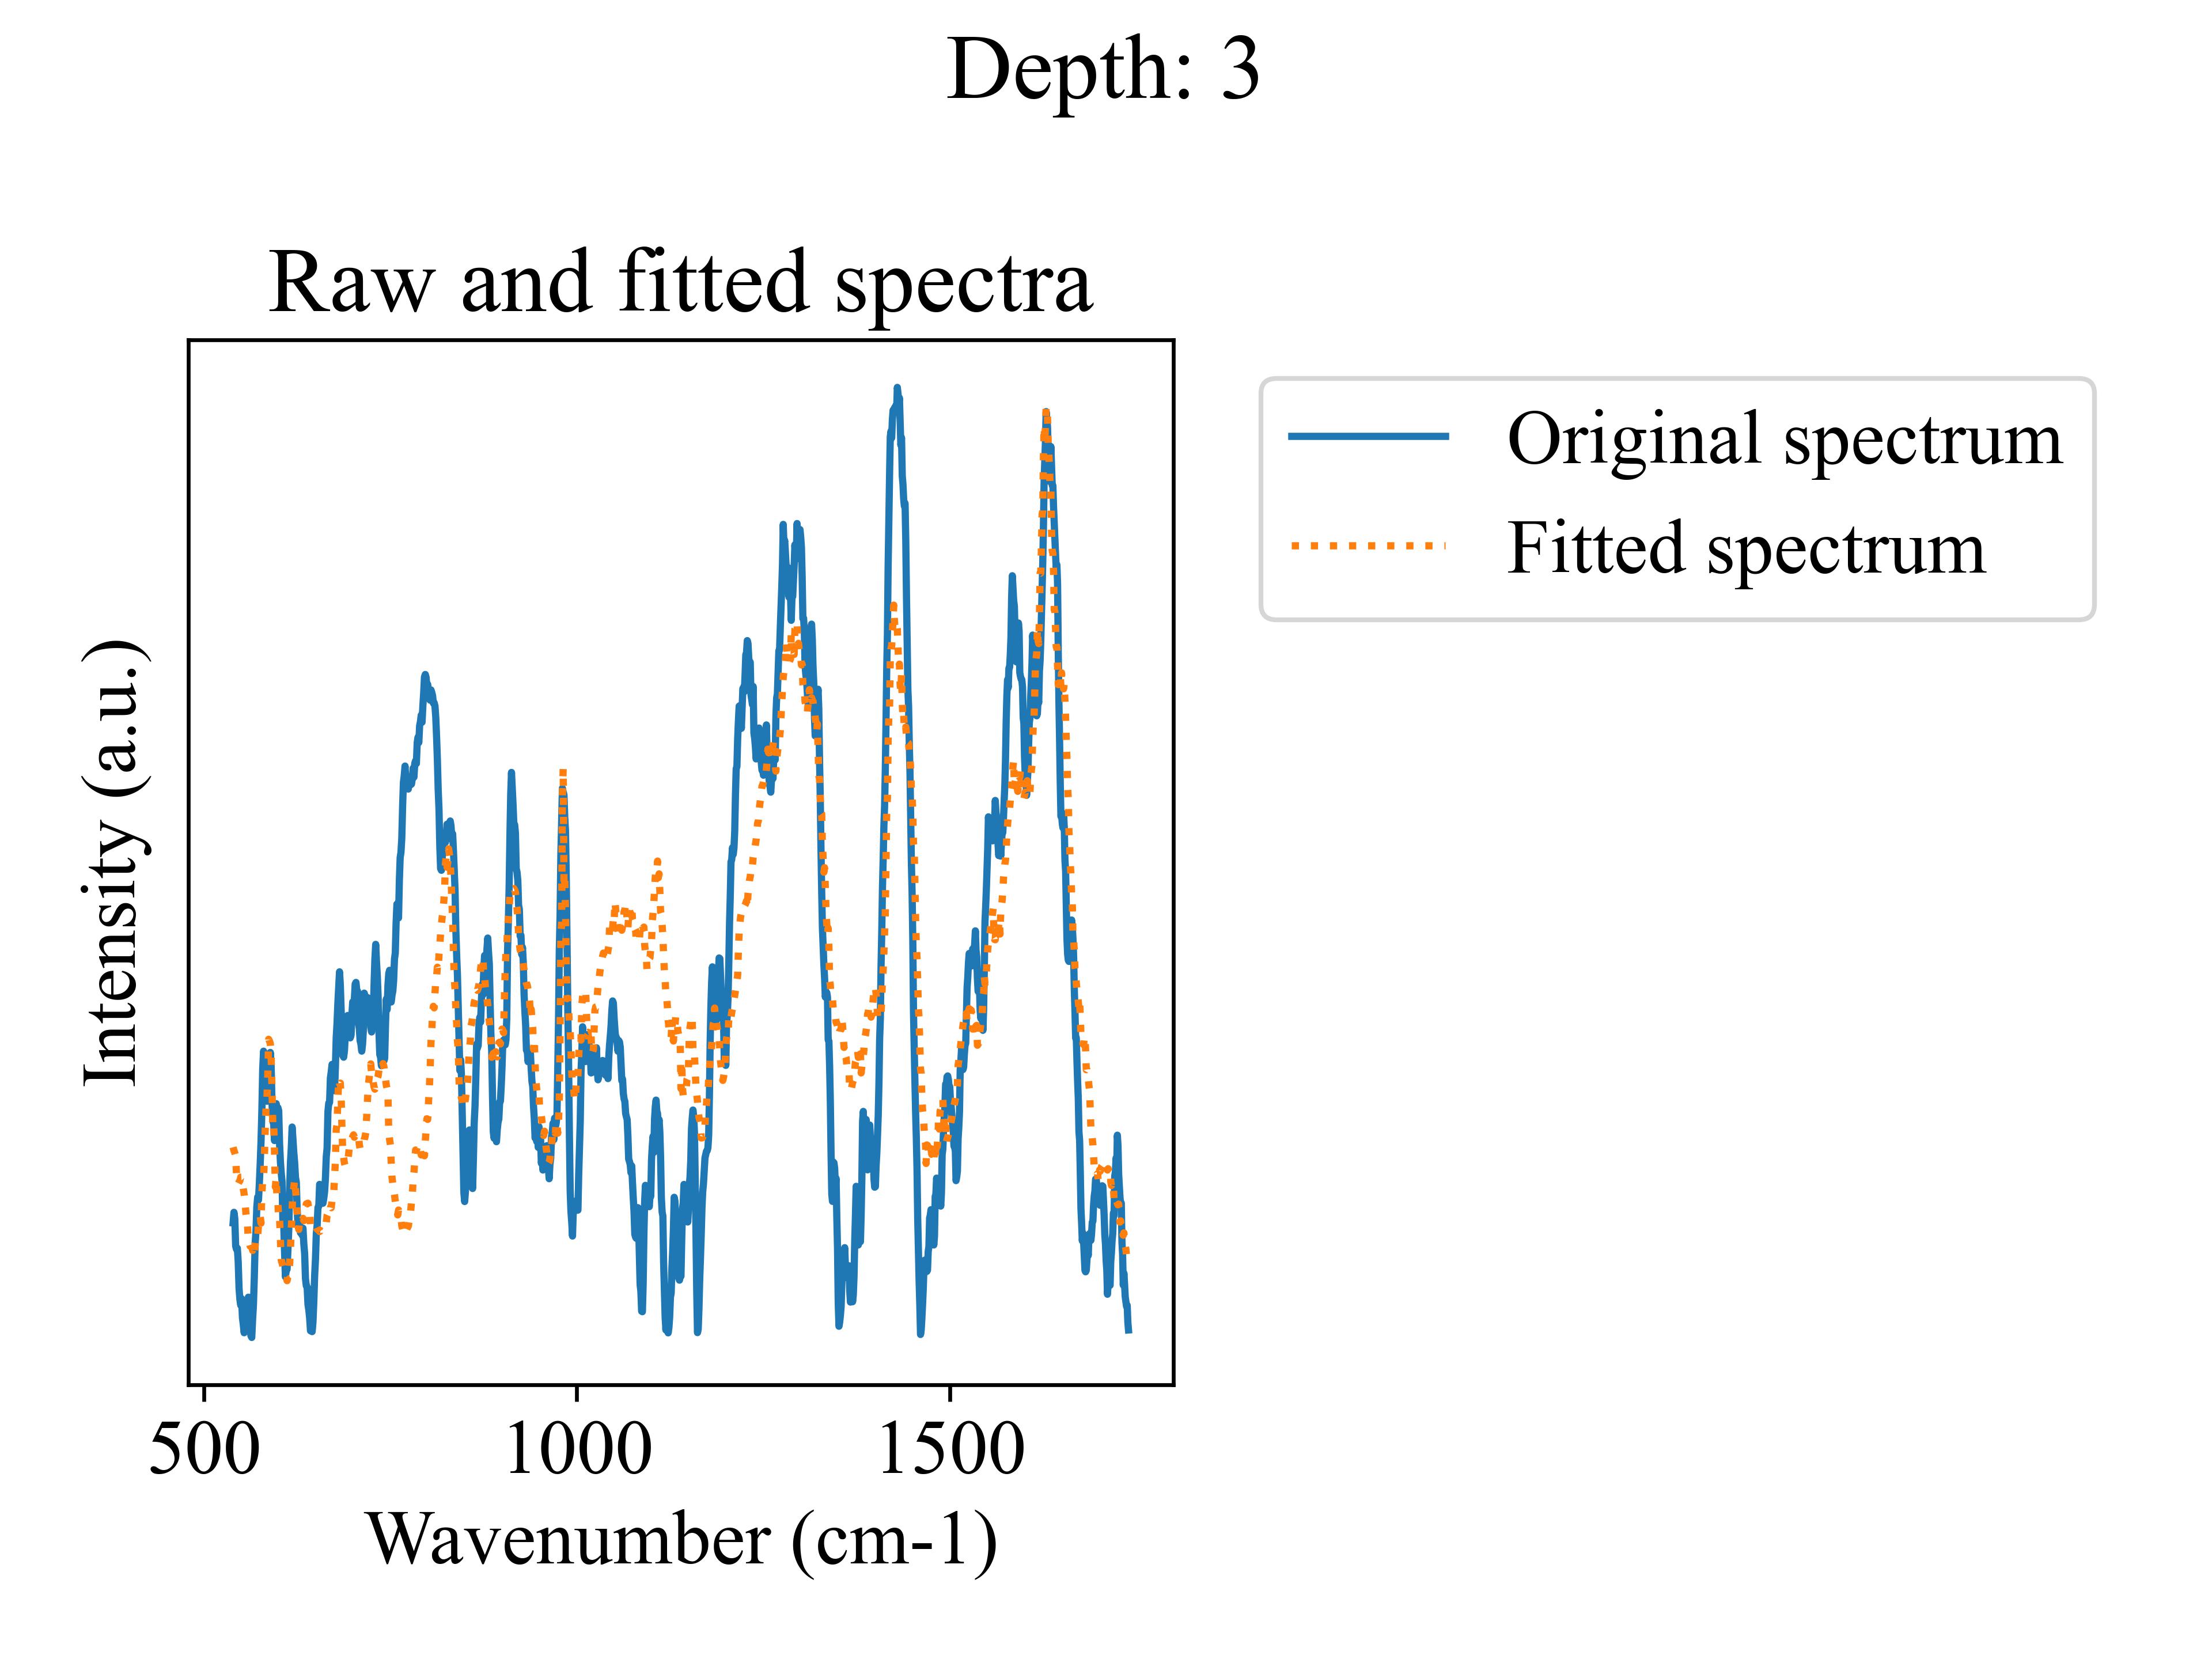 Depth: 3
Raw and fitted spectra
Original spectrum
Fitted spectrum
Intensity (a.u.)
500 1000 1500
Wavenumber (cm-1)